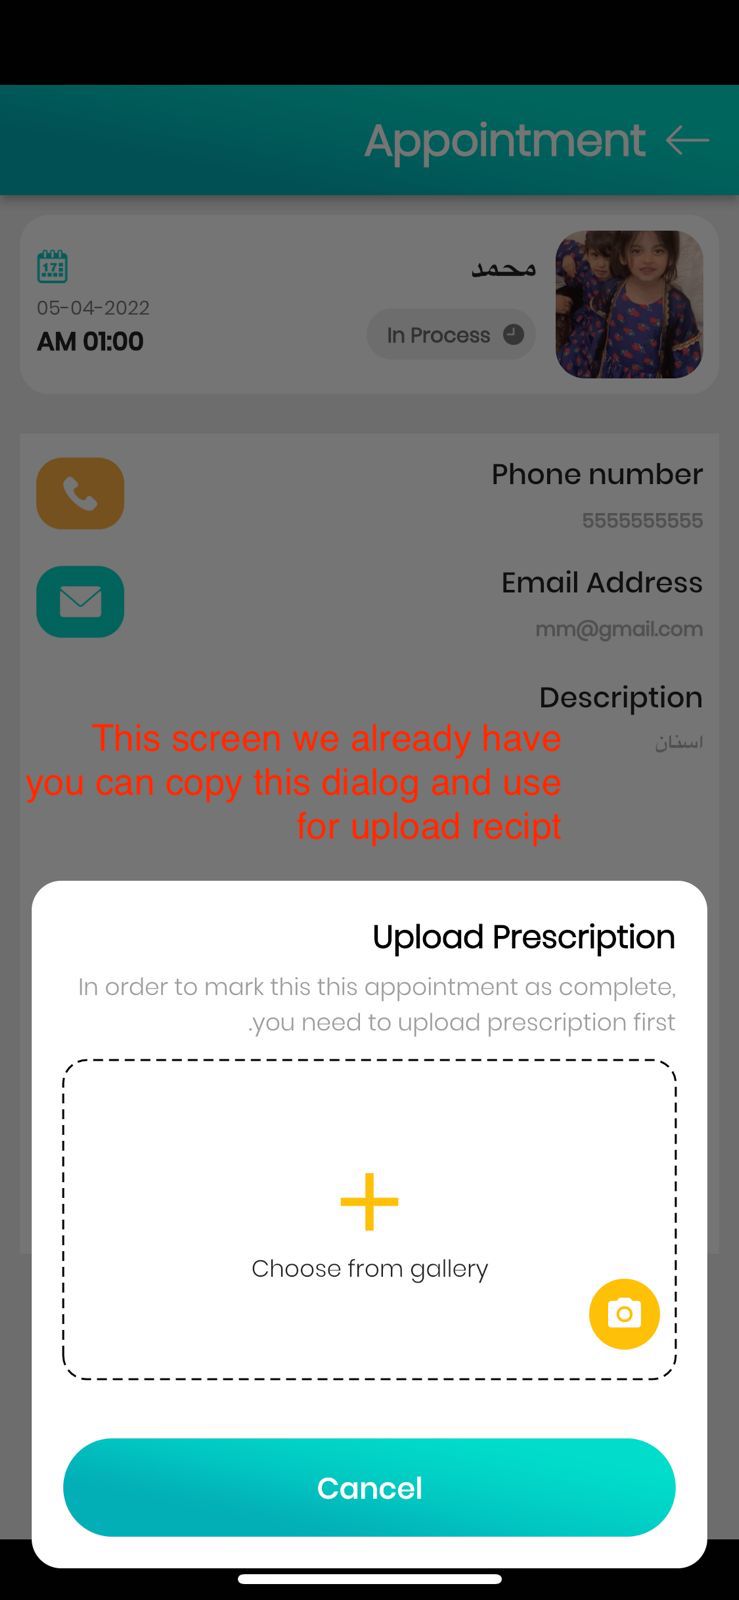 Appointment
محمد
In Process
17
05-04-2022
AM 01:00
Phone number
5555555555
Email Address
mm@gmail.com
Description
اسنان
This screen we already have
you can copy this dialog and use
for upload recipt
Upload Prescription
In order to mark this this appointment as complete,
.you need to upload prescription first
Choose from gallery
Cancel